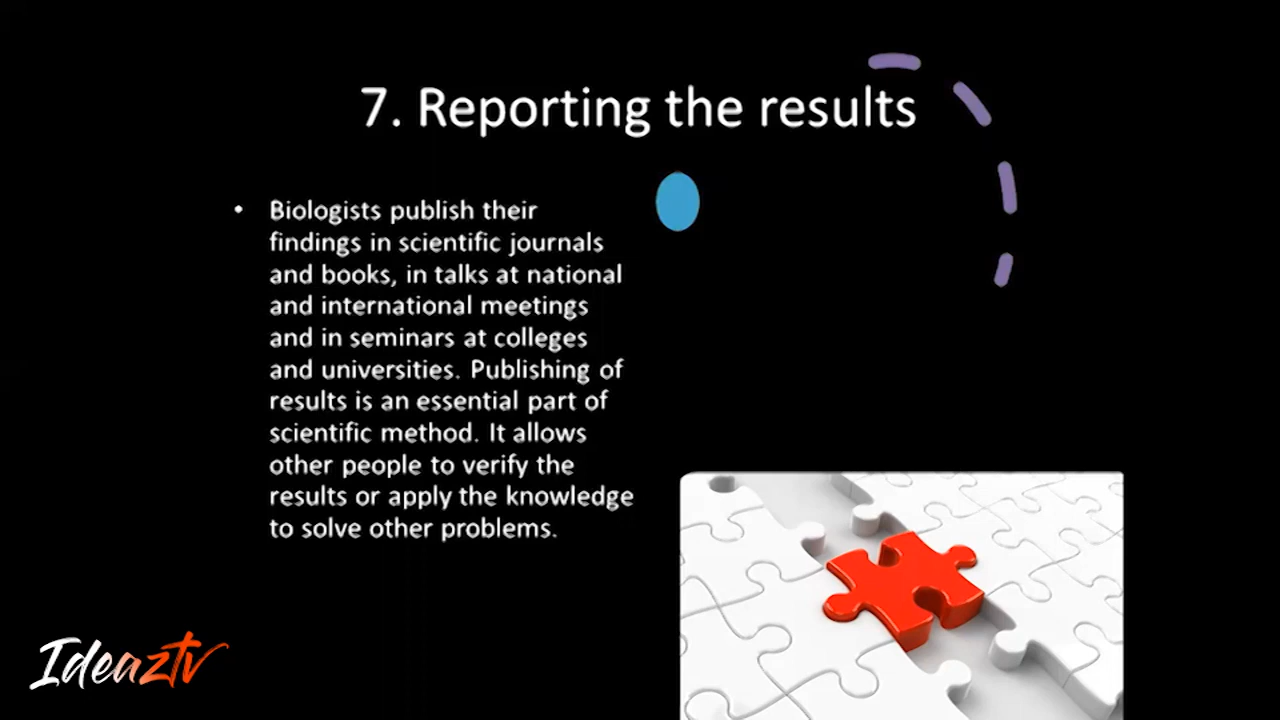 7. Reporting the results
• Biologists publish their
findings in scientific journals
and books, in talks at national
and international meetings
and in seminars at colleges
and universities. Publishing of
results is an essential part of
scientific method. It allows
other people to verify the
results or apply the knowledge
to solve other problems.
Ideaztv